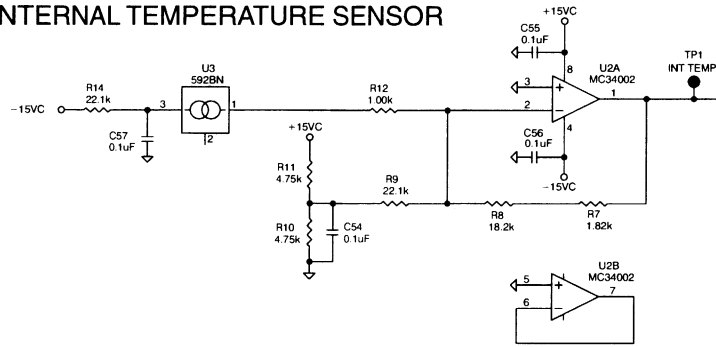 NTERNAL TEMPERATURE SENSOR
+15VC
C55
0.1uF
8
U2A
MC34002
TP1
INT TEMP
3
+
2
-
1
4
C56
0.1uF
-15VC
U3
592BN
R14
22.1k
-15VC
3
1
2
C57
0.1uF
R12
1.00k
+15VC
R11
4.75k
R9
22.1k
R10
4.75k
C54
0.1uF
R8
18.2k
R7
1.82k
U2B
MC34002
5
+
6
-
7